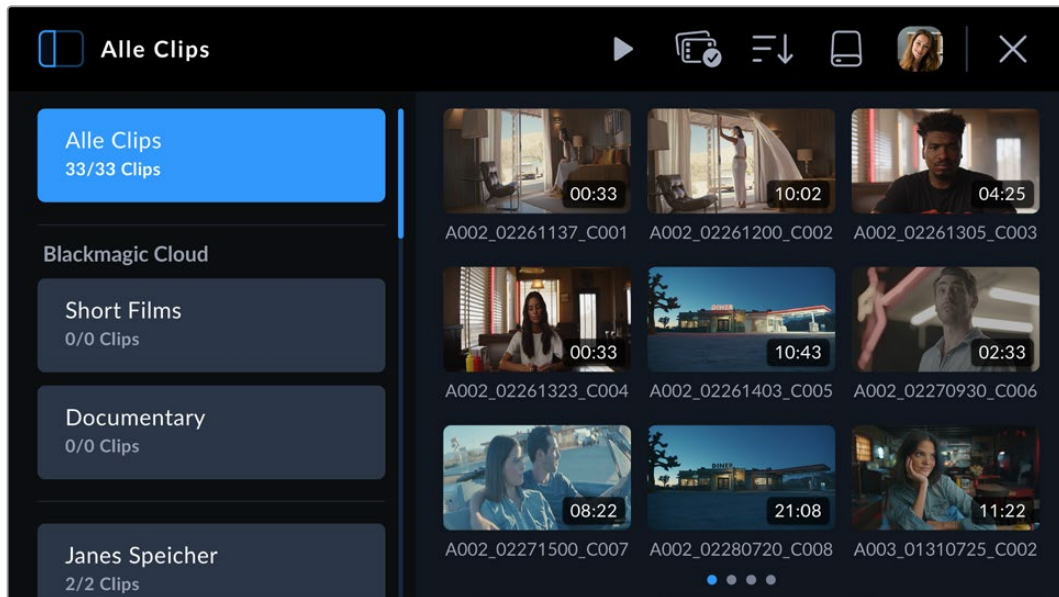 Alle Clips
Alle Clips
33/33 Clips
Blackmagic Cloud
Short Films
0/0 Clips
Documentary
0/0 Clips
Janes Speicher
2/2 Clips
00:33
10:02
04:25
A002_02261137_C001
A002_02261200_C002
A002_02261305_C003
DINER
00:33
10:43
02:33
A002_02261323_C004
A002_02261403_C005
A002_02270930_C006
DINER
08:22
21:08
11:22
A002_02271500_C007
A002_02280720_C008
A003_01310725_C002